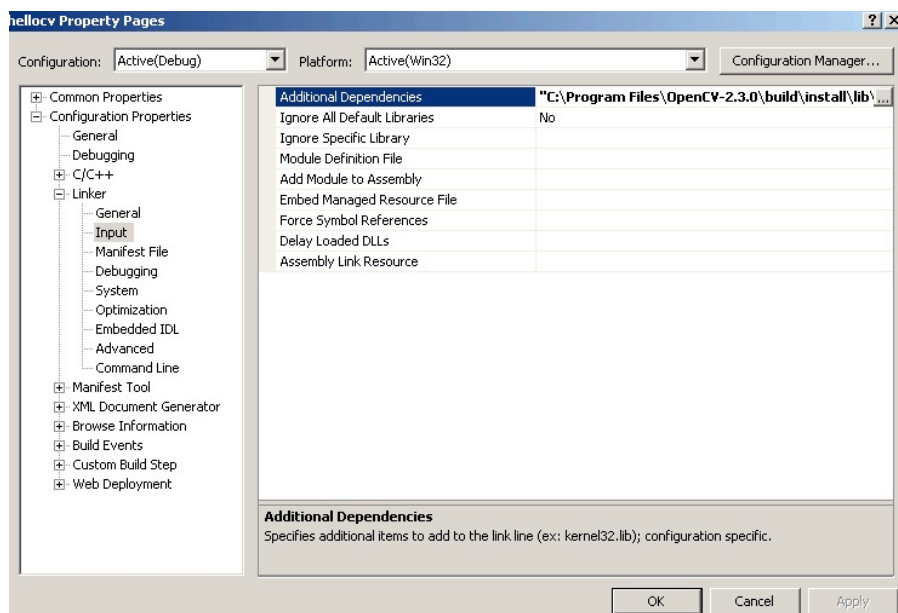 hellocv Property Pages
Configuration: Active(Debug) Platform: Active(Win32) Configuration Manager...
Common Properties
Configuration Properties
General
Debugging
C/C++
Linker
General
Input
Manifest File
Debugging
System
Optimization
Embedded IDL
Advanced
Command Line
Manifest Tool
XML Document Generator
Browse Information
Build Events
Custom Build Step
Web Deployment
Additional Dependencies "C:\Program Files\OpenCV-2.3.0\build\install\lib\ ...
Ignore All Default Libraries No
Ignore Specific Library
Module Definition File
Add Module to Assembly
Embed Managed Resource File
Force Symbol References
Delay Loaded DLLs
Assembly Link Resource
Additional Dependencies
Specifies additional items to add to the link line (ex: kernel32.lib); configuration specific.
OK Cancel Apply